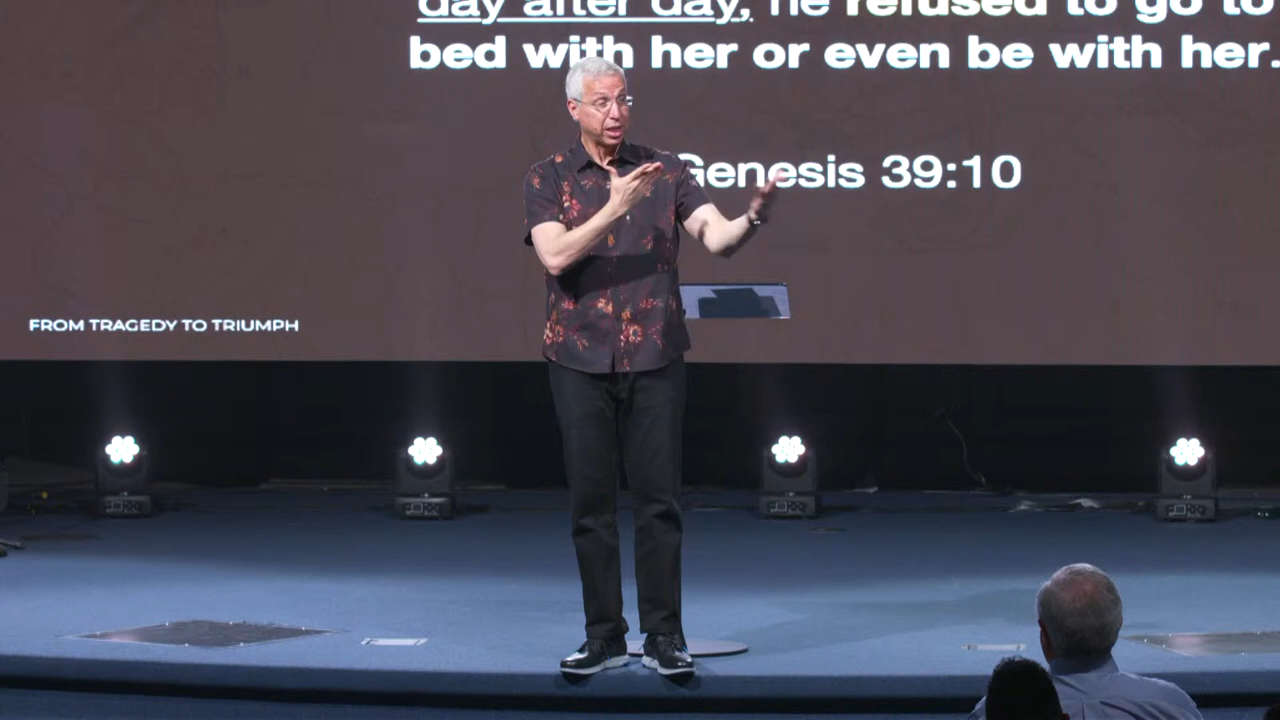 day after day, he refused to go to
bed with her or even be with her.
Genesis 39:10
FROM TRAGEDY TO TRIUMPH